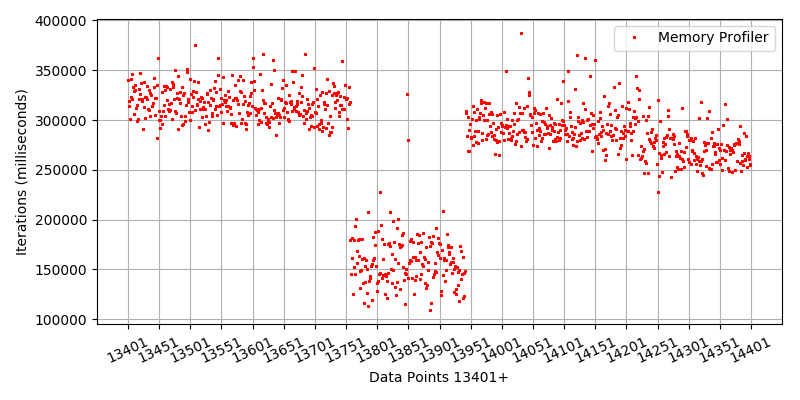 400000
350000
300000
250000
200000
150000
100000
Iterations (milliseconds)
Memory Profiler
13401 13451 13501 13551 13601 13651 13701 13751 13801 13851 13901 13951 14001 14051 14101 14151 14201 14251 14301 14351 14401
Data Points 13401+